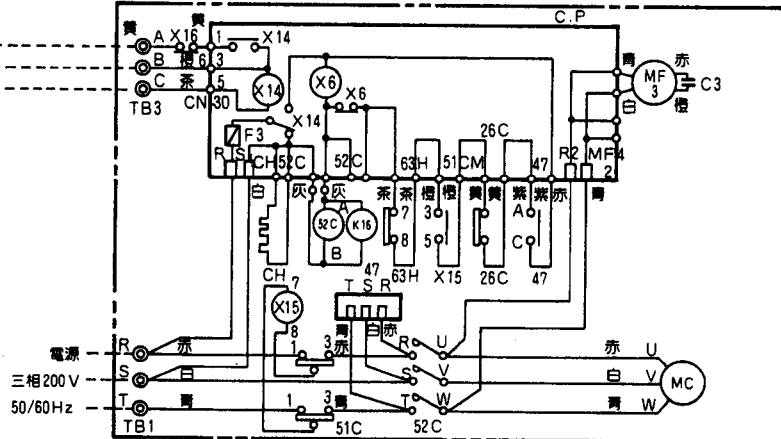 C.P
黄
A X16 黄 1 X14
B 橙 6 3
C 茶 5
TB3 CN 30
X14
X6
X6
X14
F3
R S
CH 52C
52C
63H
51CM
26C
47
R2 MF4
2
青 赤
MF
3
C3
白 橙
白
灰 灰
茶 茶 橙 橙 黄 黄 紫 紫 赤
青
A
52C
K16
B
7
8
3
5
A
C
CH
63H
X15
26C
47
7
X15
8
47
T S R
青 白 赤
電源 R 赤 1 3 赤 R U 赤 U
三相200V S 白 S V 白 V MC
50/60Hz T 青 1 3 青 T W 青 W
TB1
51C
52C